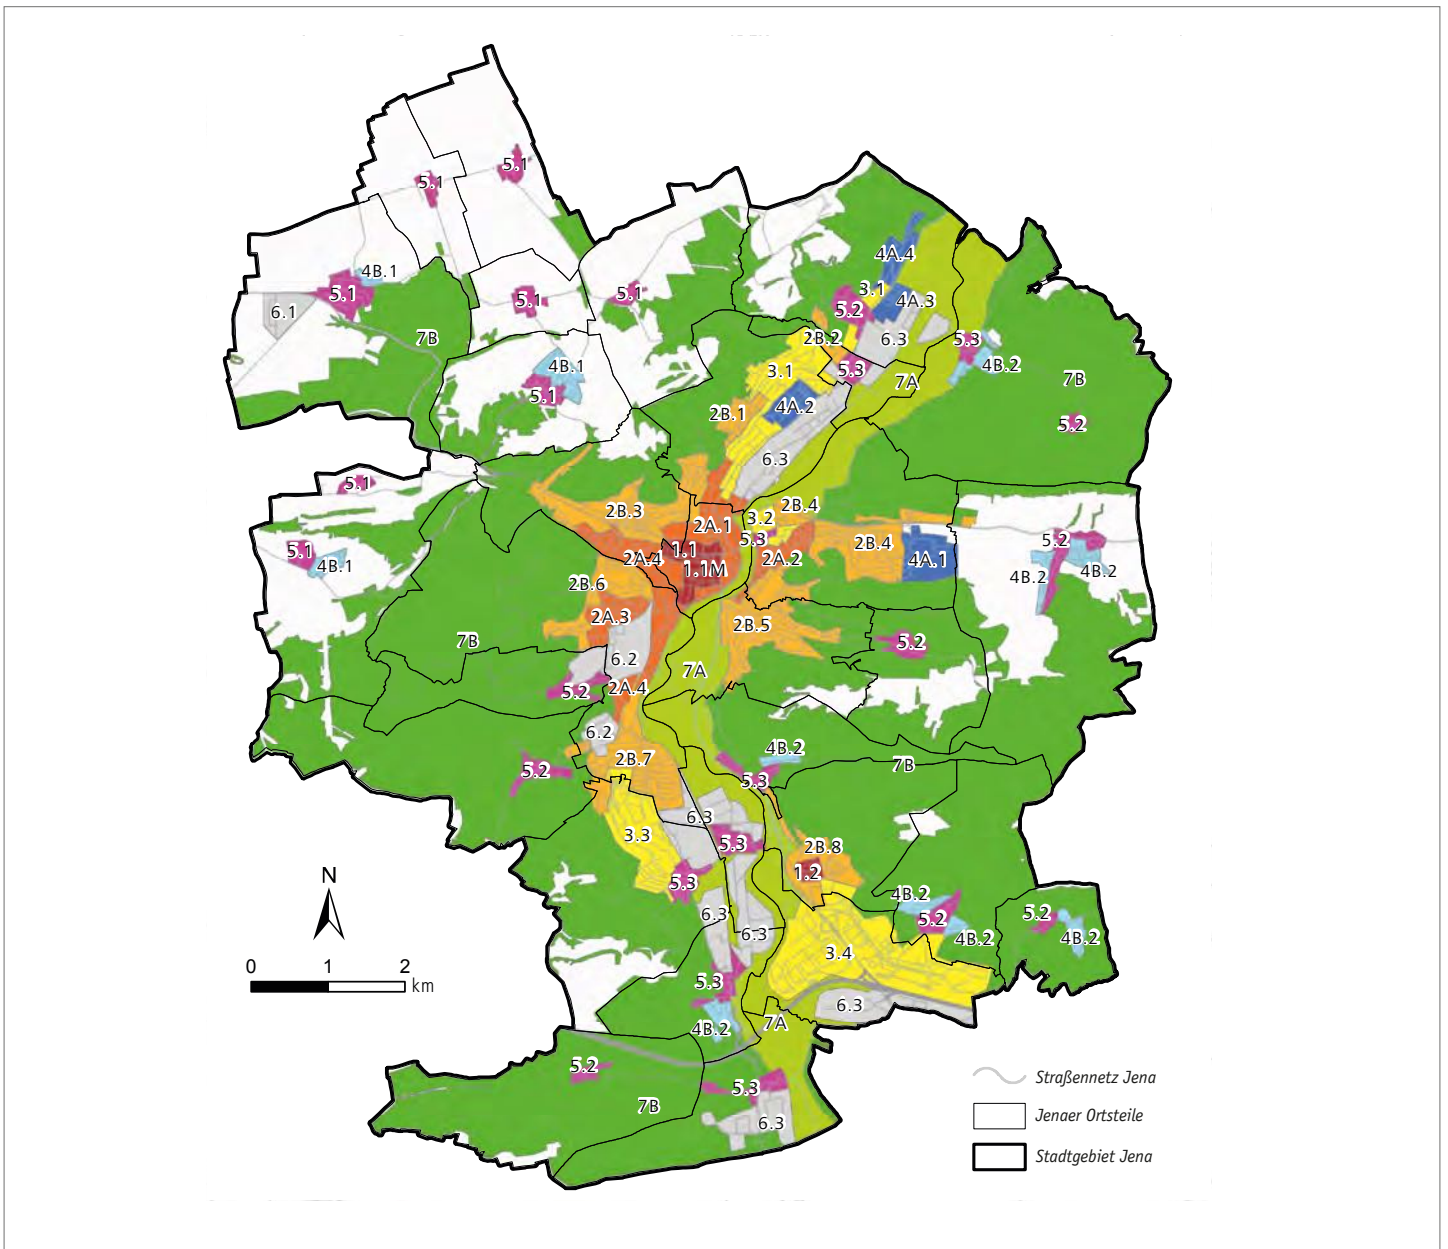 5.1
5.1
4A.4
4B.1
3.1
5.1
5.1
5.1
4A.3
5.2
6.1
7B
2B.2
6.3
5.3
4B.1
5.3
4B.2
3.1
7B
7A
5.1
4A.2
2B.1
5.2
6.3
5.1
2B.3
2B.4
3.2
2A.1
5.3
2B.4
5.2
5.1
1.1
2A.4
2A.2
4A.1
4B.1
1.1M
4B.2
4B.2
2B.6
2A.3
2B.5
7B
5.2
6.2
7A
5.2
2A.4
6.2
4B.2
2B.7
7B
5.2
5.3
6.3
3.3
5.3
2B.8
1.2
5.3
4B.2
6.3
5.2
5.2
N
6.3
4B.2
4B.2
3.4
0 1 2
km
5.3
6.3
4B.2
7A
5.2
Straßennetz Jena
5.3
7B
Jenaer Ortsteile
6.3
Stadtgebiet Jena